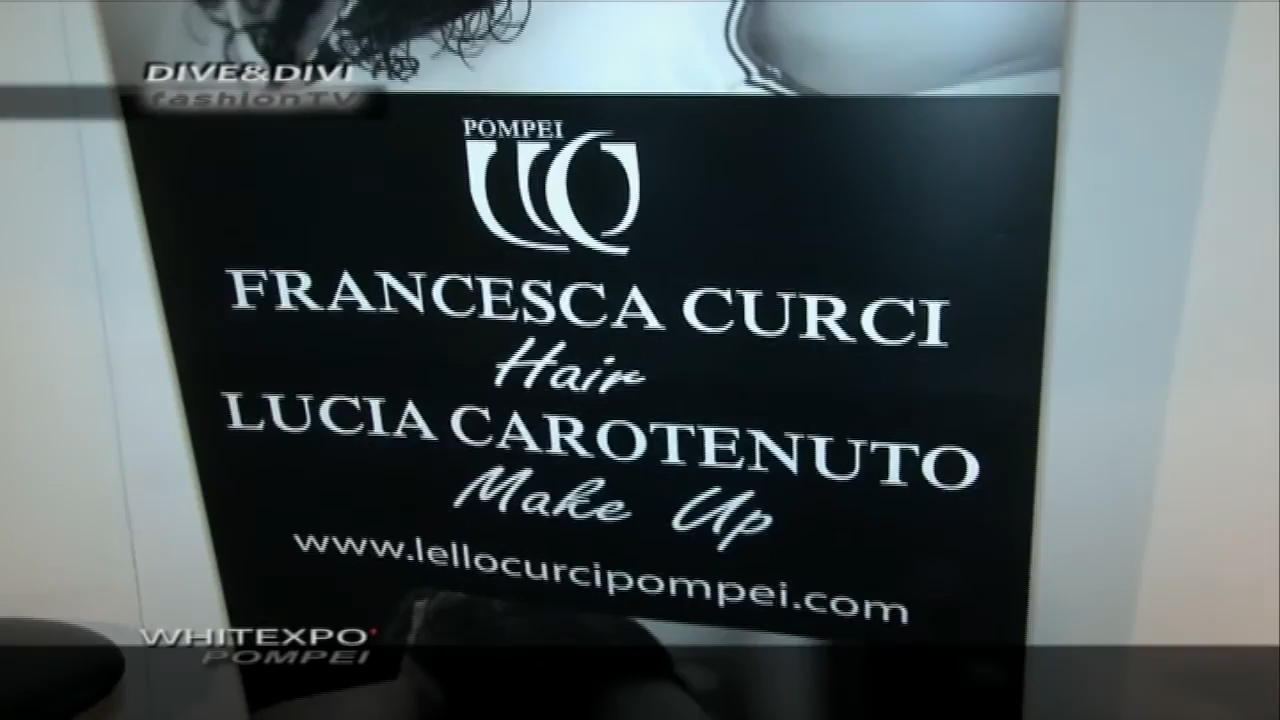 DIVE&DIVI
fashionTV
POMPEI
FRANCESCA CURCI
Hair
LUCIA CAROTENUTO
Make Up
www.lellocurcipompei.com
WHITEXPO
POMPEI